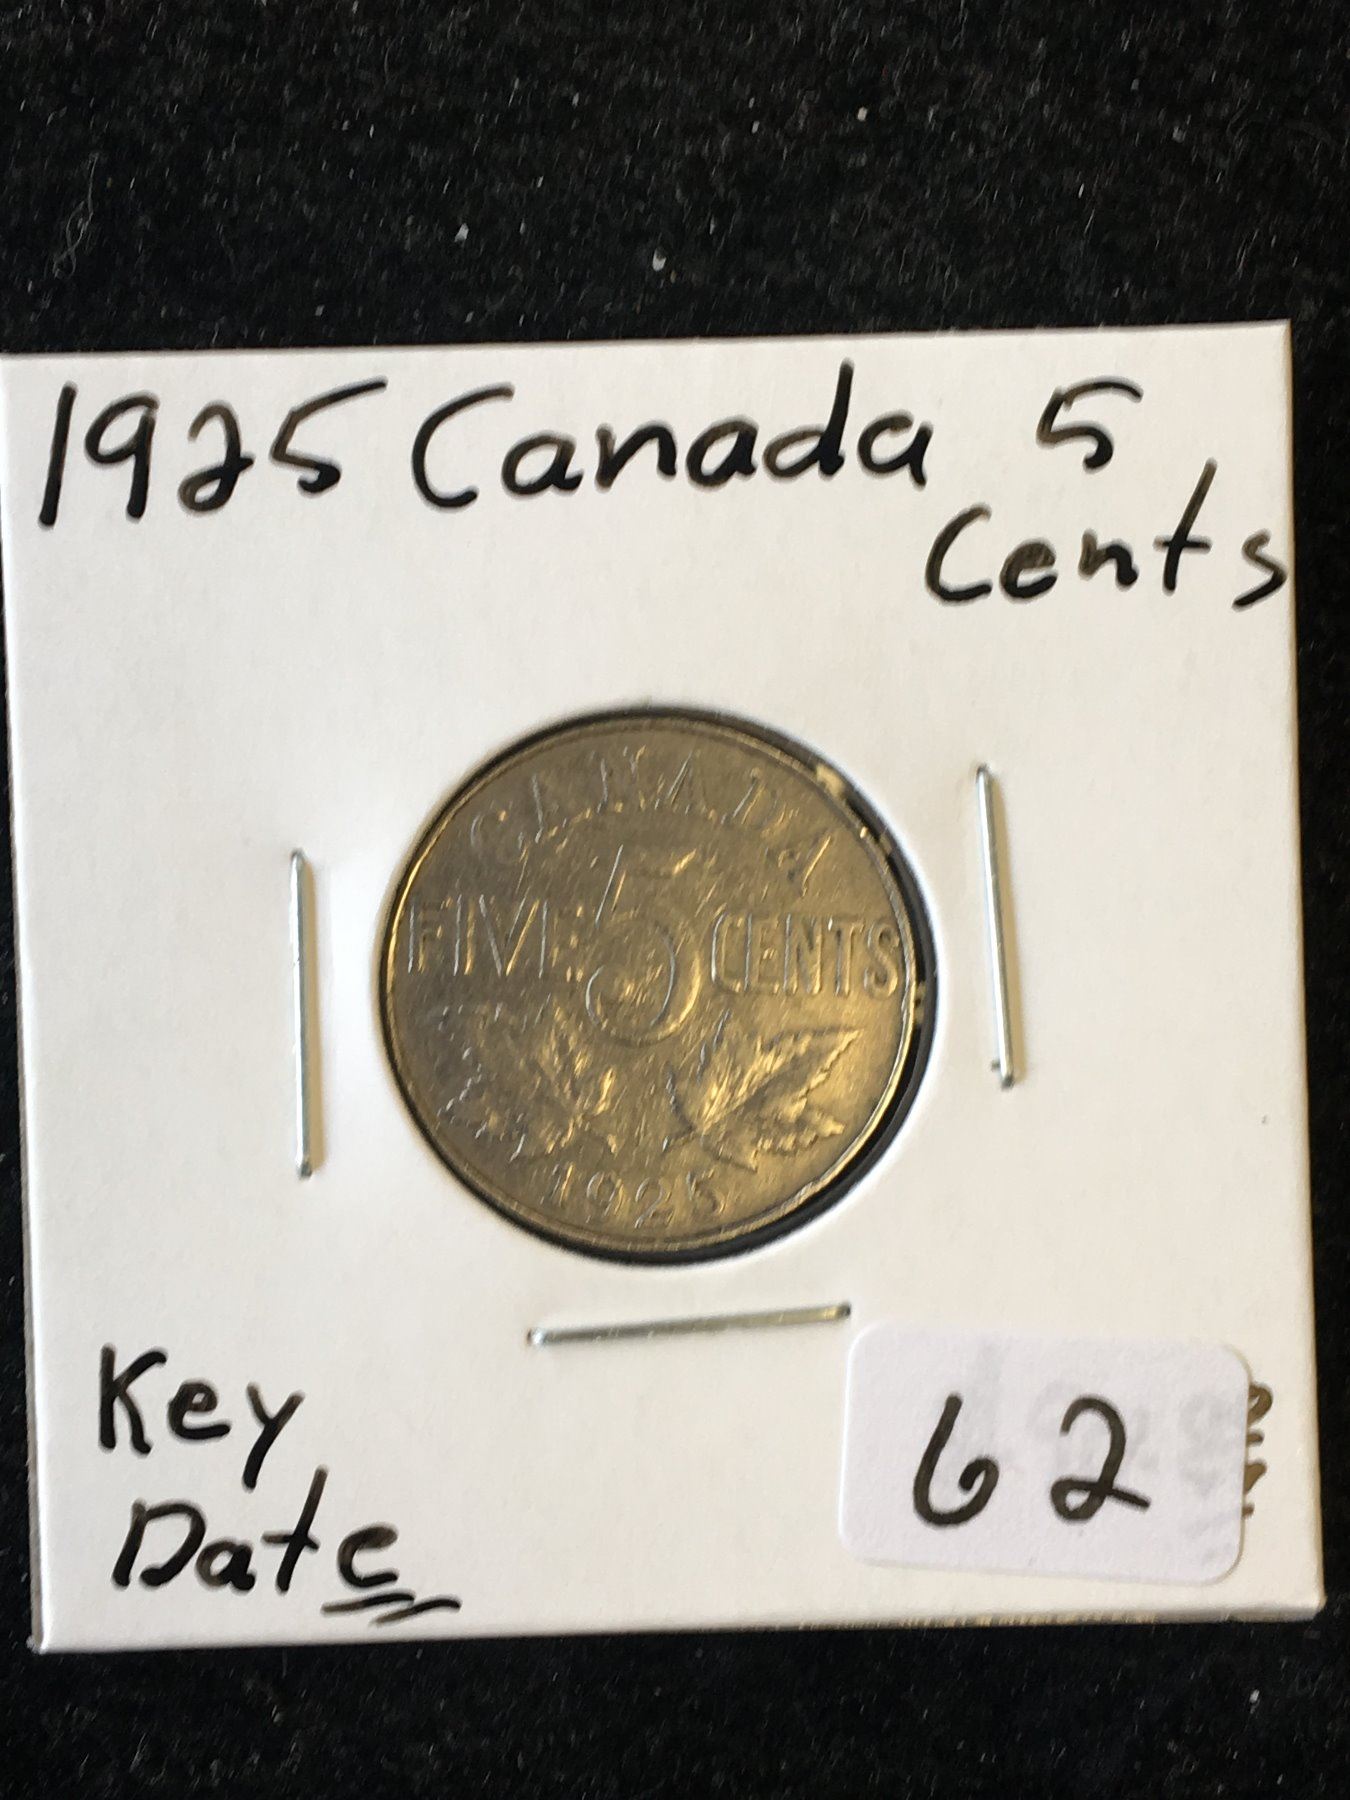 1925 Canada 5
Cents
CANADA
FIVE 5 CENTS
1925
Key
Date
62